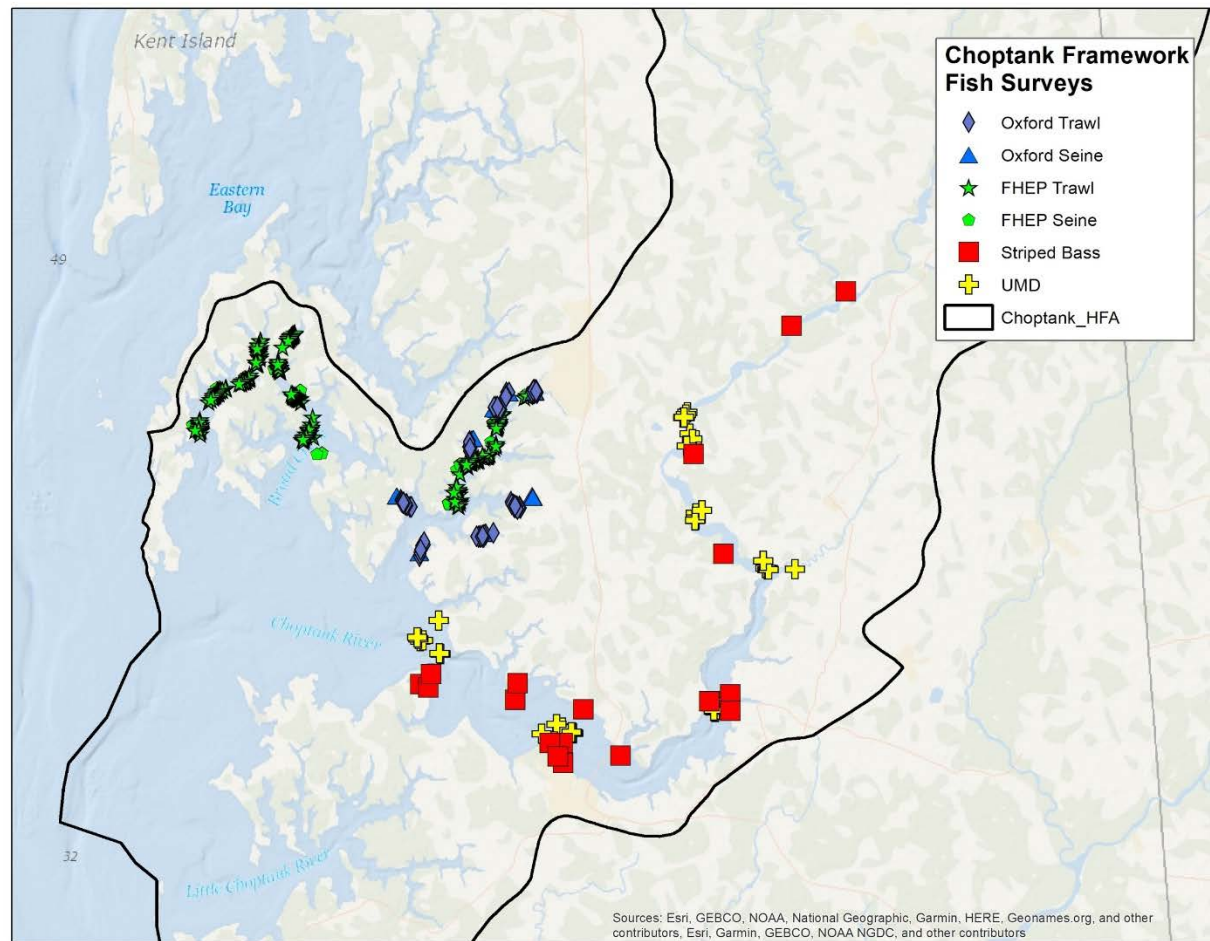 Kent Island
Eastern
Bay
49
Choptank River
Little Choptank River
32
Choptank Framework
Fish Surveys
Oxford Trawl
Oxford Seine
FHEP Trawl
FHEP Seine
Striped Bass
UMD
Choptank_HFA
Sources: Esri, GEBCO, NOAA, National Geographic, Garmin, HERE, Geonames.org, and other
contributors, Esri, Garmin, GEBCO, NOAA NGDC, and other contributors